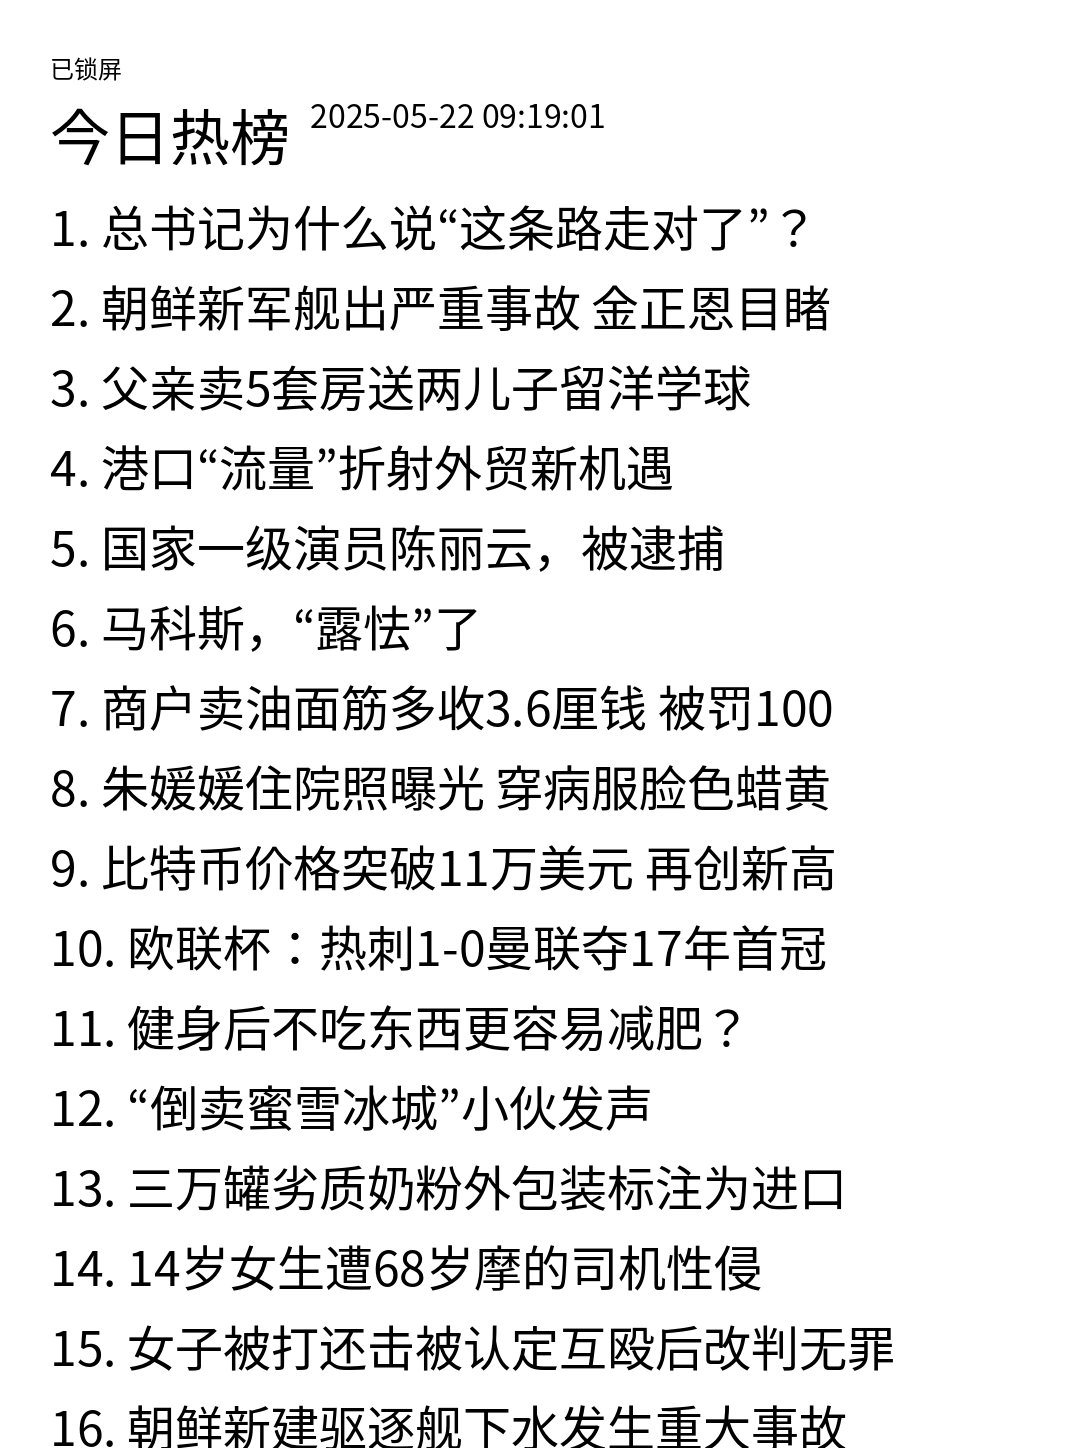 已锁屏
今日热榜 2025-05-22 09:19:01
1. 总书记为什么说“这条路走对了”？
2. 朝鲜新军舰出严重事故 金正恩目睹
3. 父亲卖5套房送两儿子留洋学球
4. 港口“流量”折射外贸新机遇
5. 国家一级演员陈丽云，被逮捕
6. 马科斯，“露怯”了
7. 商户卖油面筋多收3.6厘钱 被罚100
8. 朱媛媛住院照曝光 穿病服脸色蜡黄
9. 比特币价格突破11万美元 再创新高
10. 欧联杯：热刺1-0曼联夺17年首冠
11. 健身后不吃东西更容易减肥？
12. “倒卖蜜雪冰城”小伙发声
13. 三万罐劣质奶粉外包装标注为进口
14. 14岁女生遭68岁摩的司机性侵
15. 女子被打还击被认定互殴后改判无罪
16. 朝鲜新建驱逐舰下水发生重大事故